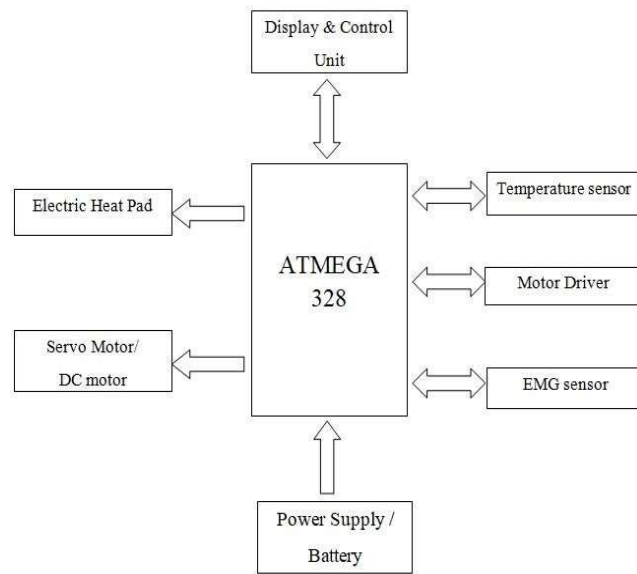 Display & Control
Unit
Electric Heat Pad
Temperature sensor
ATMEGA
328
Motor Driver
Servo Motor/
DC motor
EMG sensor
Power Supply /
Battery